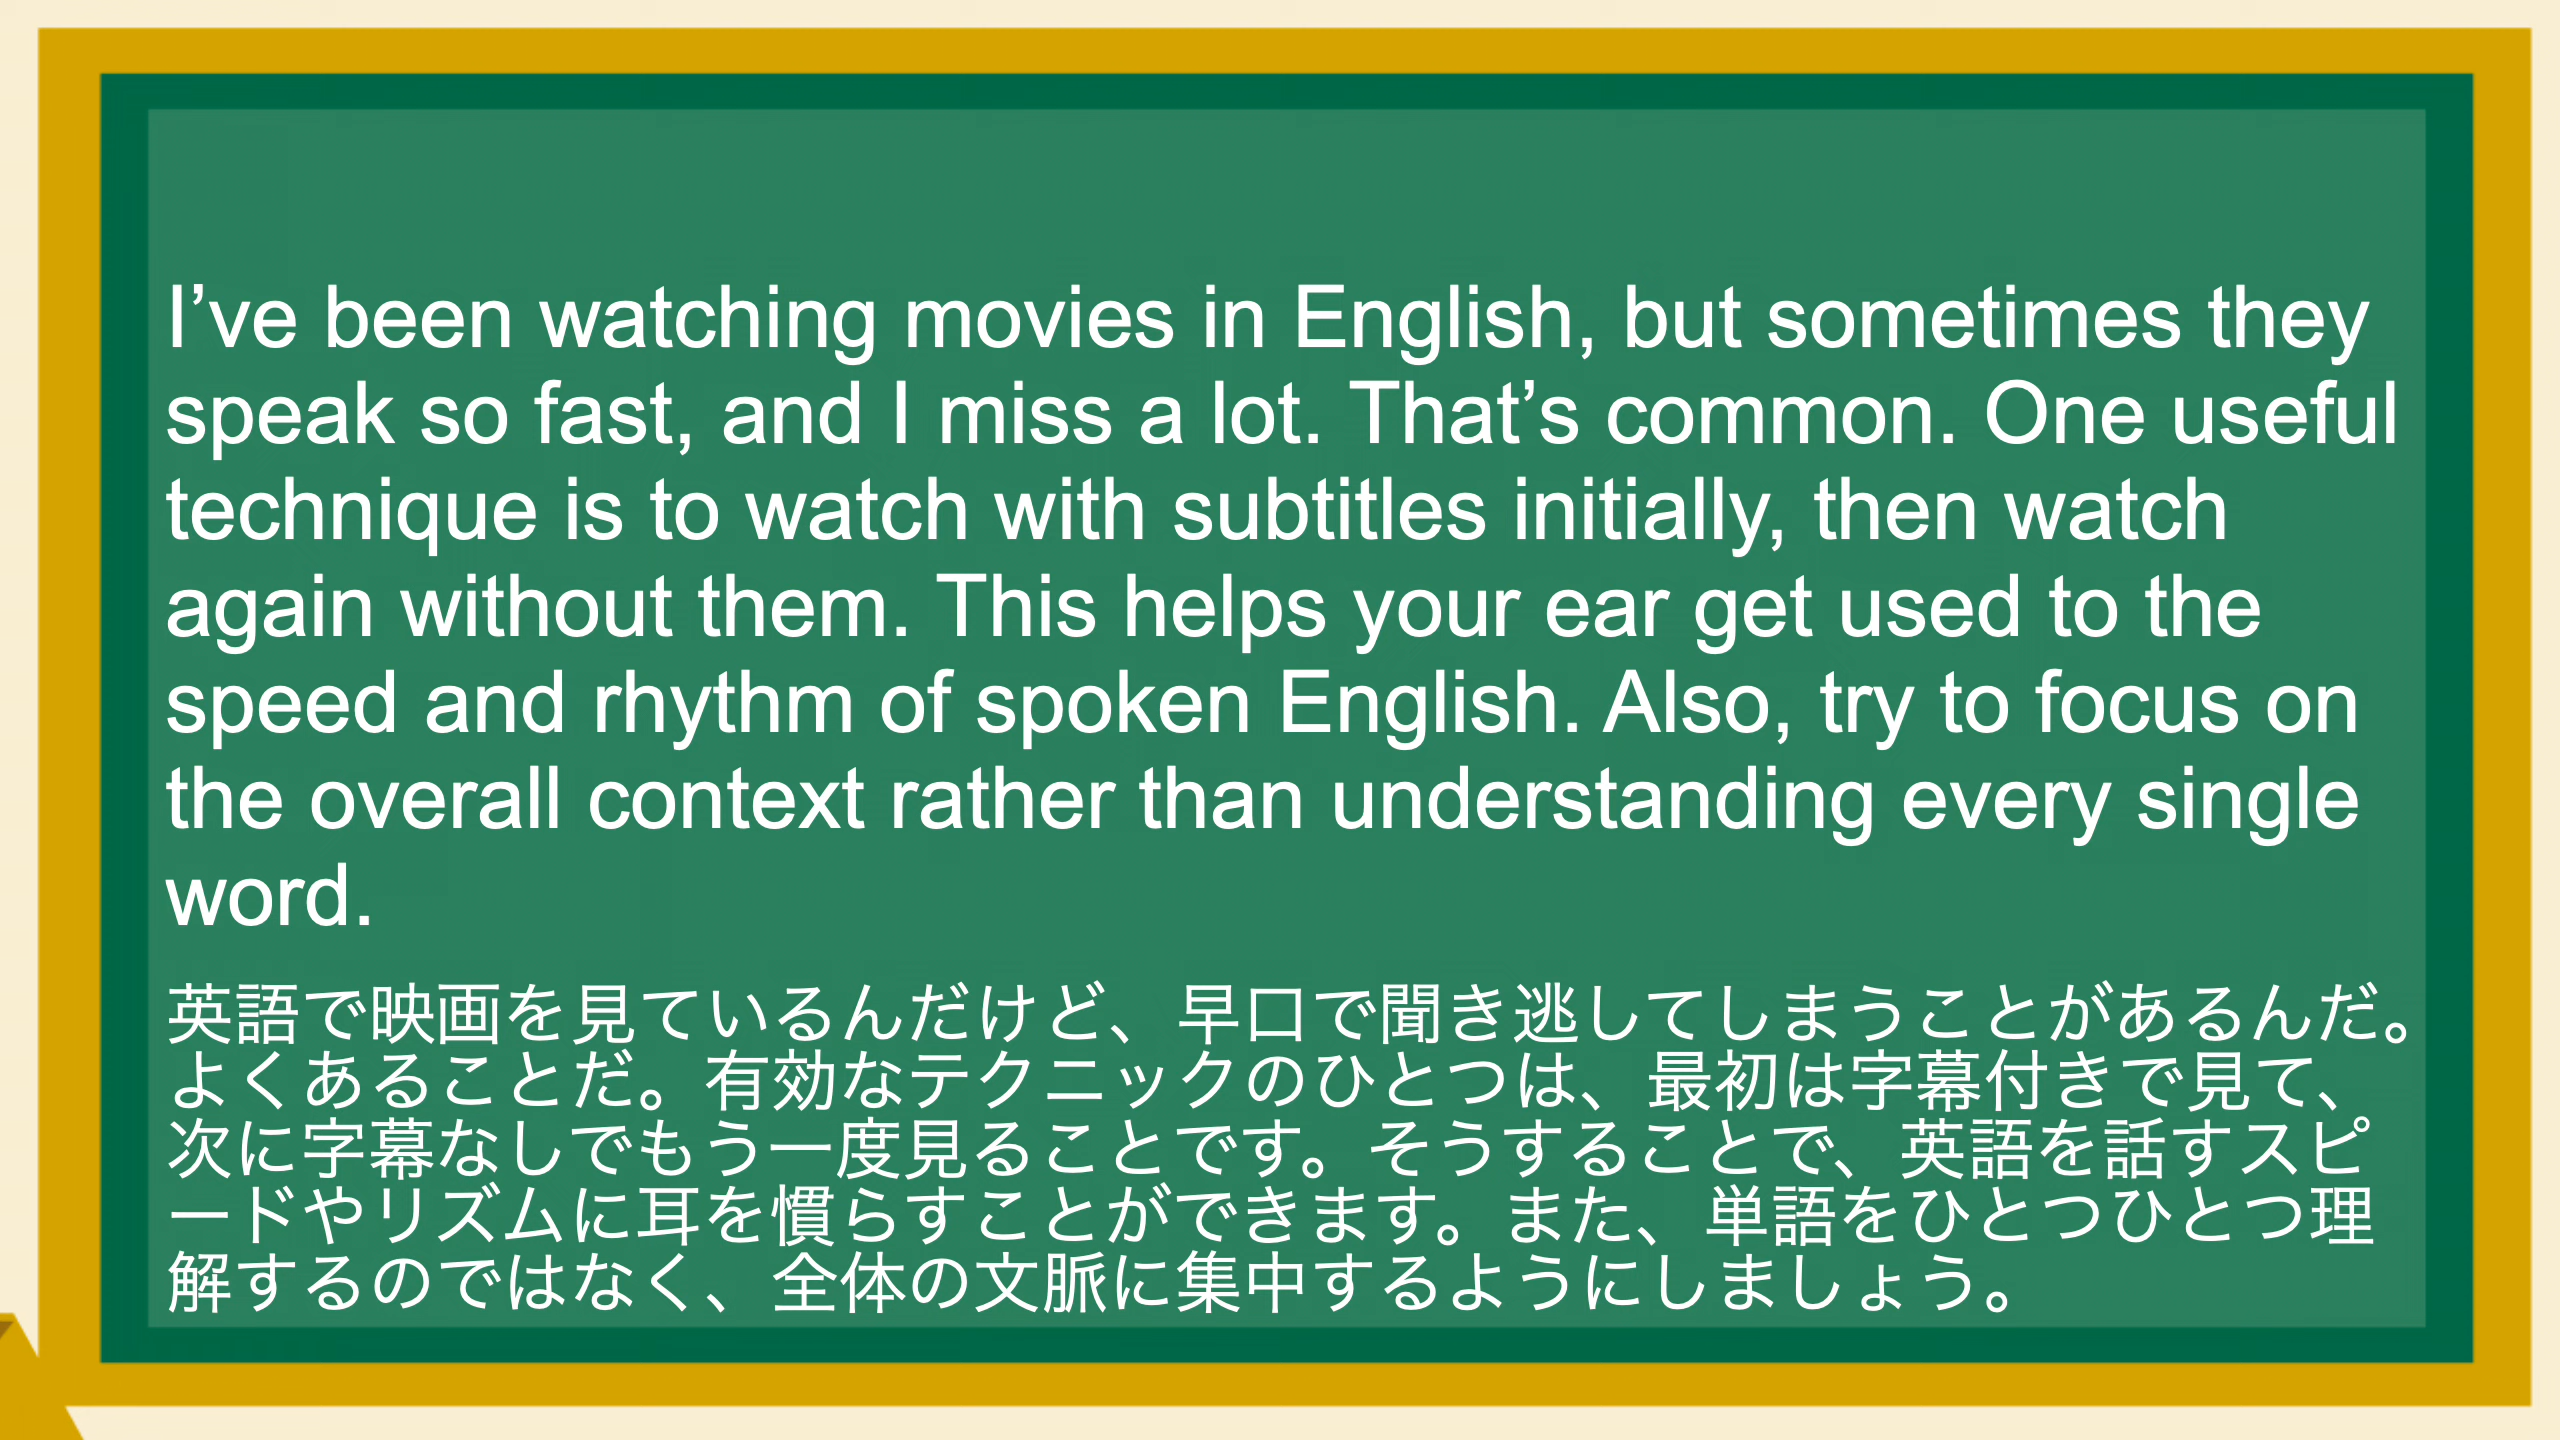 I’ve been watching movies in English, but sometimes they
speak so fast, and I miss a lot. That’s common. One useful
technique is to watch with subtitles initially, then watch
again without them. This helps your ear get used to the
speed and rhythm of spoken English. Also, try to focus on
the overall context rather than understanding every single
word.
英語で映画を見ているんだけど、早口で聞き逃してしまうことがあるんだ。
よくあることだ。有効なテクニックのひとつは、最初は字幕付きで見て、
次に字幕なしでもう一度見ることです。そうすることで、英語を話すスピ
ードやリズムに耳を慣らすことができます。また、単語をひとつひとつ理
解するのではなく、全体の文脈に集中するようにしましょう。